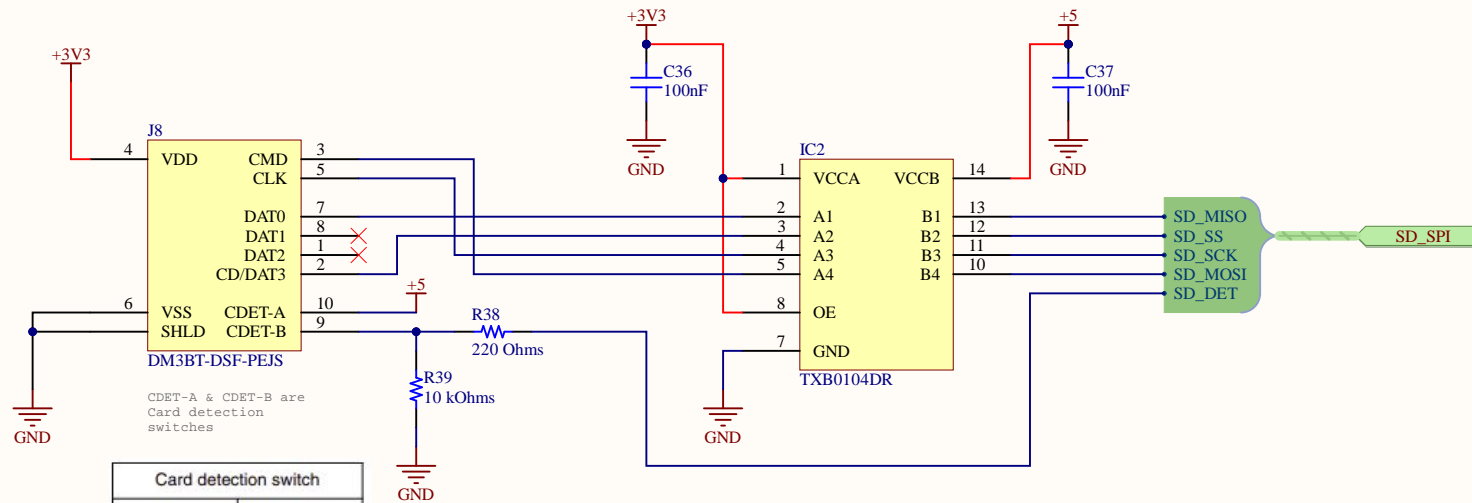 +3V3
+5
+3V3
C36
100nF
C37
100nF
GND
GND
J8
4 VDD CMD 3
CLK 5
DAT0 7
DAT1 8
DAT2 1
CD/DAT3 2
6 VSS CDET-A 10
SHLD CDET-B 9
DM3BT-DSF-PEJS
+5
R38
220 Ohms
R39
10 kOhms
GND
GND
CDET-A & CDET-B are
Card detection
switches
IC2
1 VCCA VCCB 14
2 A1 B1 13
3 A2 B2 12
4 A3 B3 11
5 A4 B4 10
8 OE
7 GND
TXB0104DR
GND
SD_MISO
SD_SS
SD_SCK
SD_MOSI
SD_DET
SD_SPI
Card detection switch